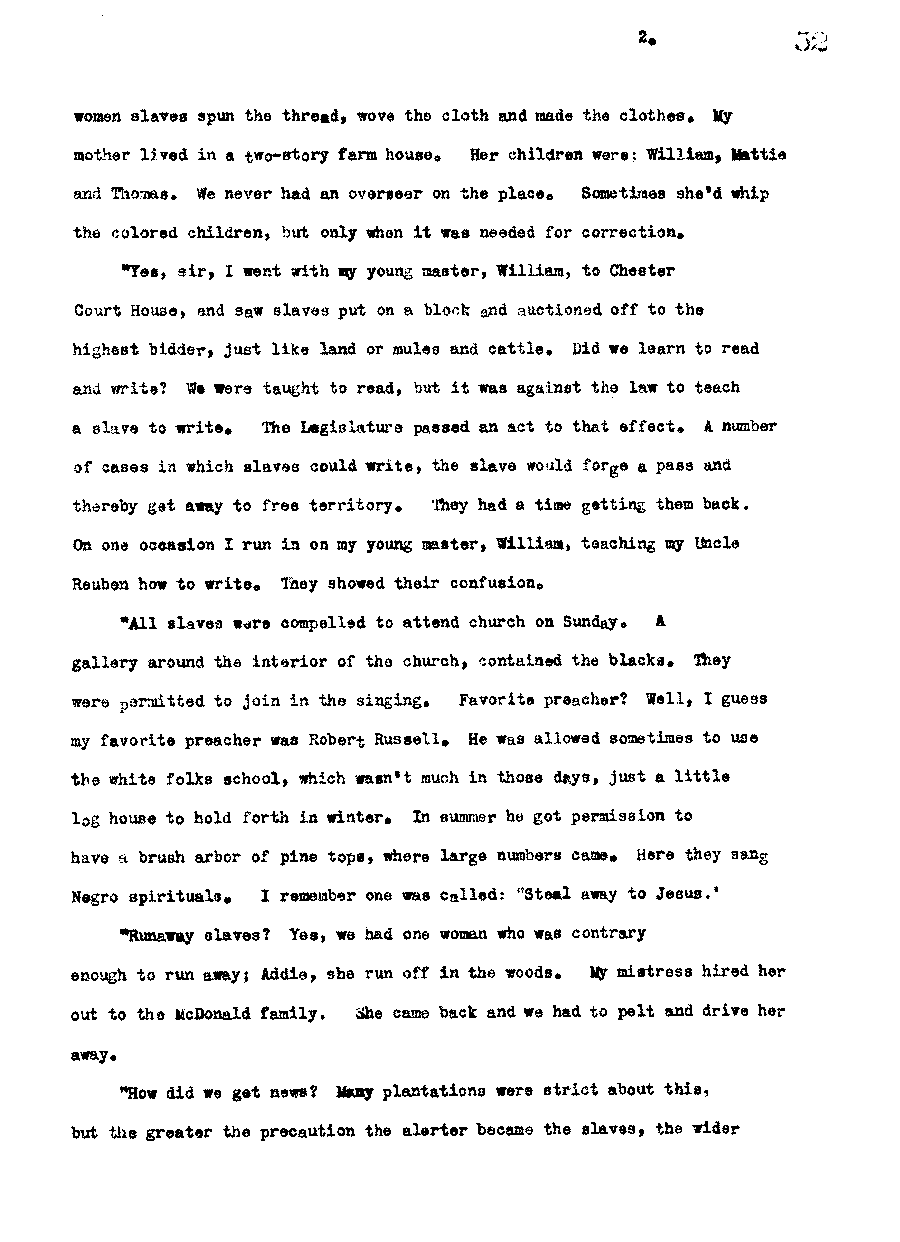 2.
32
women slaves spun the thread, wove the cloth and made the clothes. My
mother lived in a two-story farm house. Her children were: William, Mattie
and Thomas. We never had an overseer on the place. Sometimes she'd whip
the colored children, but only when it was needed for correction.
"Yes, sir, I went with my young master, William, to Chester
Court House, and saw slaves put on a block and auctioned off to the
highest bidder, just like land or mules and cattle. Did we learn to read
and write? We were taught to read, but it was against the law to teach
a slave to write. The Legislature passed an act to that effect. A number
of cases in which slaves could write, the slave would forge a pass and
thereby get away to free territory. They had a time getting them back.
On one occasion I run in on my young master, William, teaching my Uncle
Reuben how to write. They showed their confusion.
"All slaves were compelled to attend church on Sunday. A
gallery around the interior of the church, contained the blacks. They
were permitted to join in the singing. Favorite preacher? Well, I guess
my favorite preacher was Robert Russell. He was allowed sometimes to use
the white folks school, which wasn't much in those days, just a little
log house to hold forth in winter. In summer he got permission to
have a brush arbor of pine tops, where large numbers came. Here they sang
Negro spirituals. I remember one was called: "Steal away to Jesus.'
"Runaway slaves? Yes, we had one woman who was contrary
enough to run away; Addie, she run off in the woods. My mistress hired her
out to the McDonald family. She came back and we had to pelt and drive her
away.
"How did we get news? Many plantations were strict about this,
but the greater the precaution the alerter became the slaves, the wider